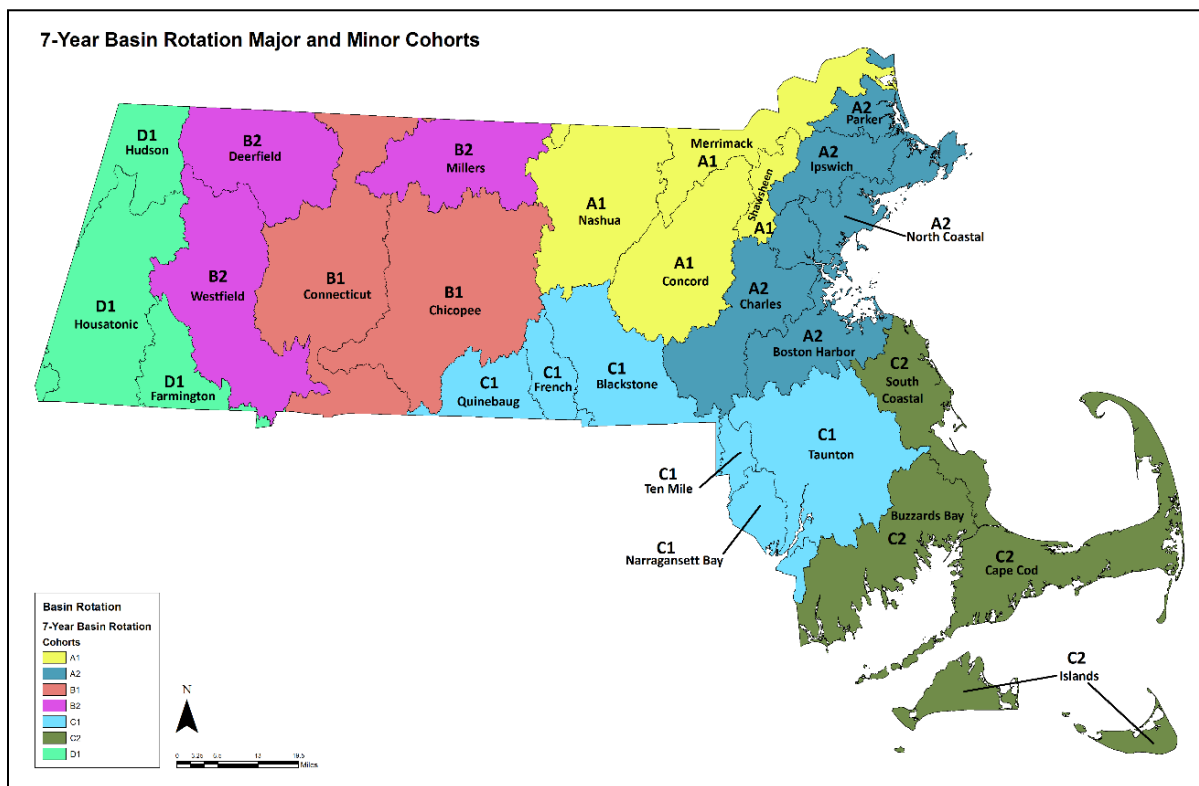 7-Year Basin Rotation Major and Minor Cohorts
D1
Hudson
B2
Deerfield
B2
Millers
Merrimack
A1
A2
Parker
A2
Ipswich
Shawsheen
A1
A1
Nashua
A2
North Coastal
D1
Housatonic
B2
Westfield
B1
Connecticut
B1
Chicopee
A1
Concord
A2
Charles
A2
Boston Harbor
D1
Farmington
C1
Quinebaug
C1
French
C1
Blackstone
C2
South
Coastal
C1
Taunton
C1
Ten Mile
C1
Narragansett Bay
Buzzards Bay
C2
C2
Cape Cod
C2
Islands
Basin Rotation
7-Year Basin Rotation
Cohorts
A1
A2
B1
B2
C1
C2
D1
N
0
13
19.5
Miles